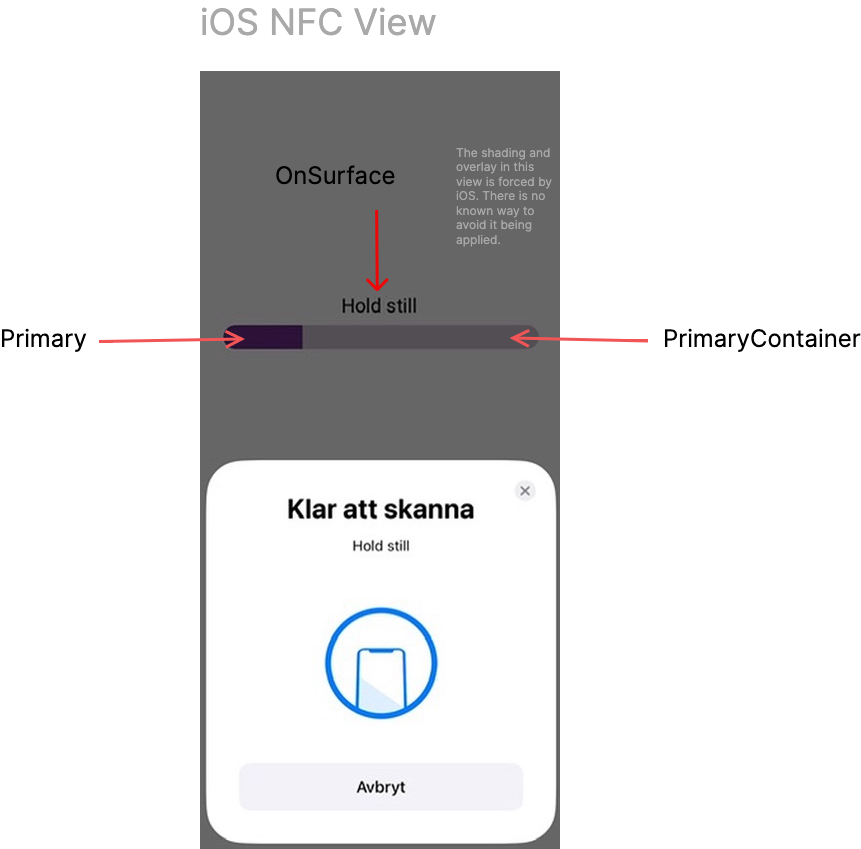 iOS NFC View
OnSurface
The shading and
overlay in this
view is forced by
iOS. There is no
known way to
avoid it being
applied.
Hold still
Primary
PrimaryContainer
Klar att skanna
Hold still
Avbryt